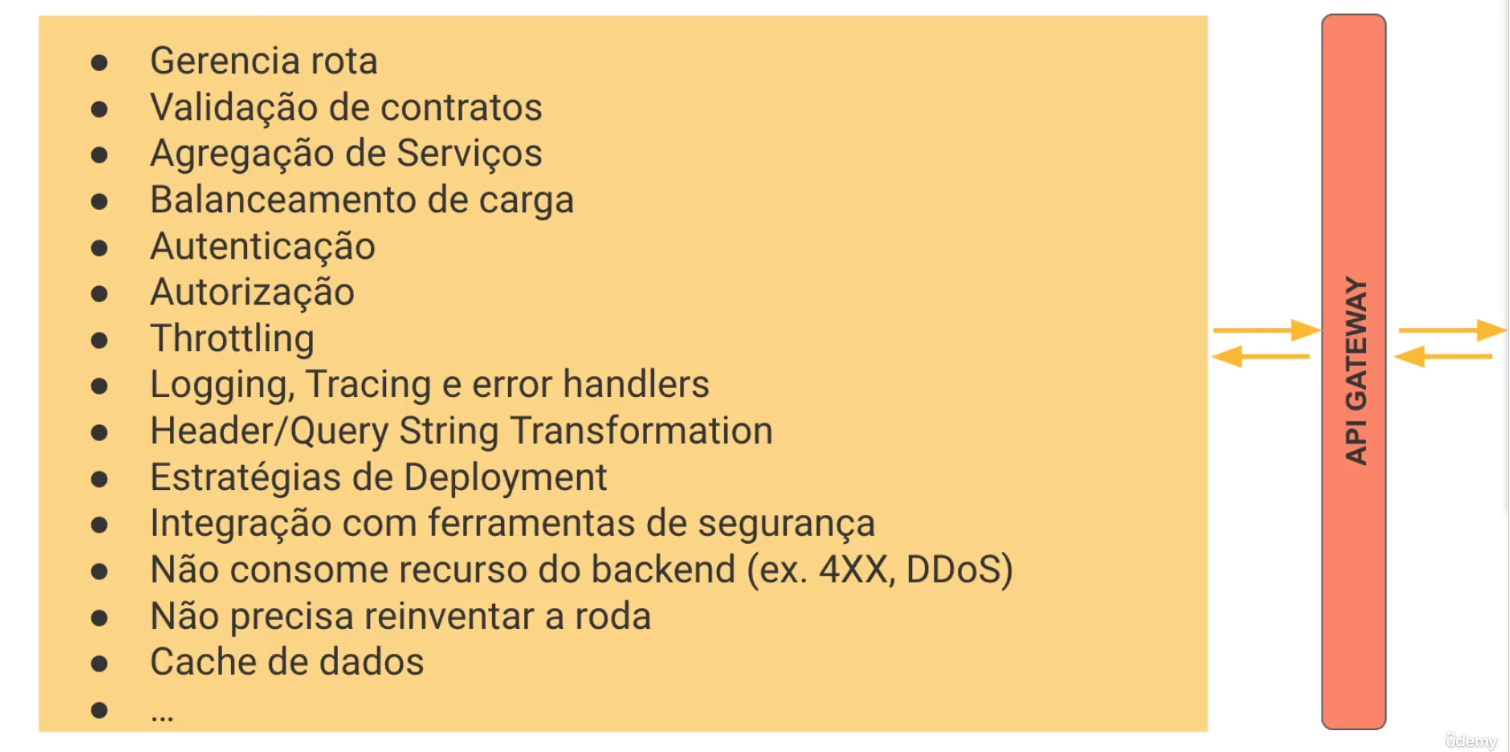 ● Gerencia rota
● Validação de contratos
● Agregação de Serviços
● Balanceamento de carga
● Autenticação
● Autorização
● Throttling
● Logging, Tracing e error handlers
● Header/Query String Transformation
● Estratégias de Deployment
● Integração com ferramentas de segurança
● Não consome recurso do backend (ex. 4XX, DDoS)
● Não precisa reinventar a roda
● Cache de dados
● ...
API GATEWAY
ûdemy